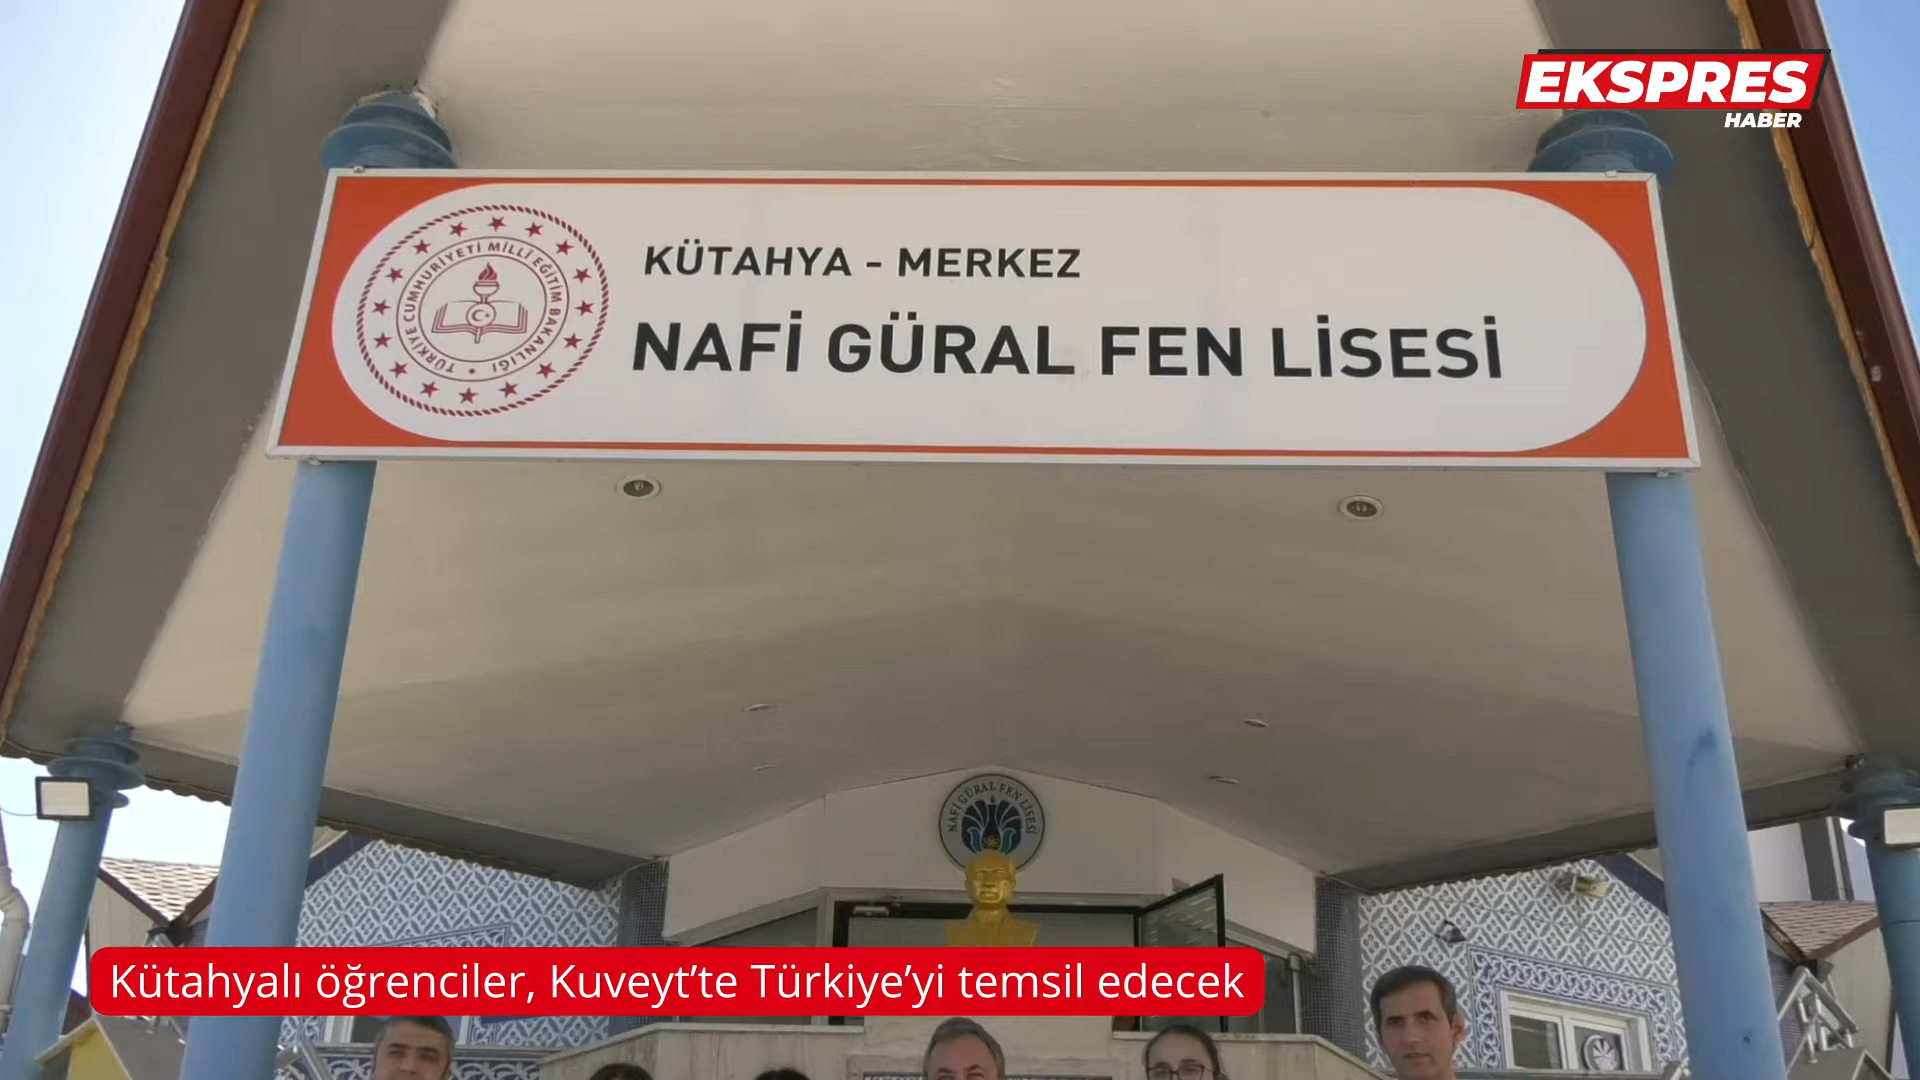 EKSPRES
HABER
KÜTAHYA - MERKEZ
NAFİ GÜRAL FEN LİSESİ
TÜRKİYE CUMHURİYETİ MİLLÎ EĞİTİM BAKANLIĞI
NAFİ GÜRAL FEN LİSESİ
Kütahyalı öğrenciler, Kuveyt’te Türkiye’yi temsil edecek